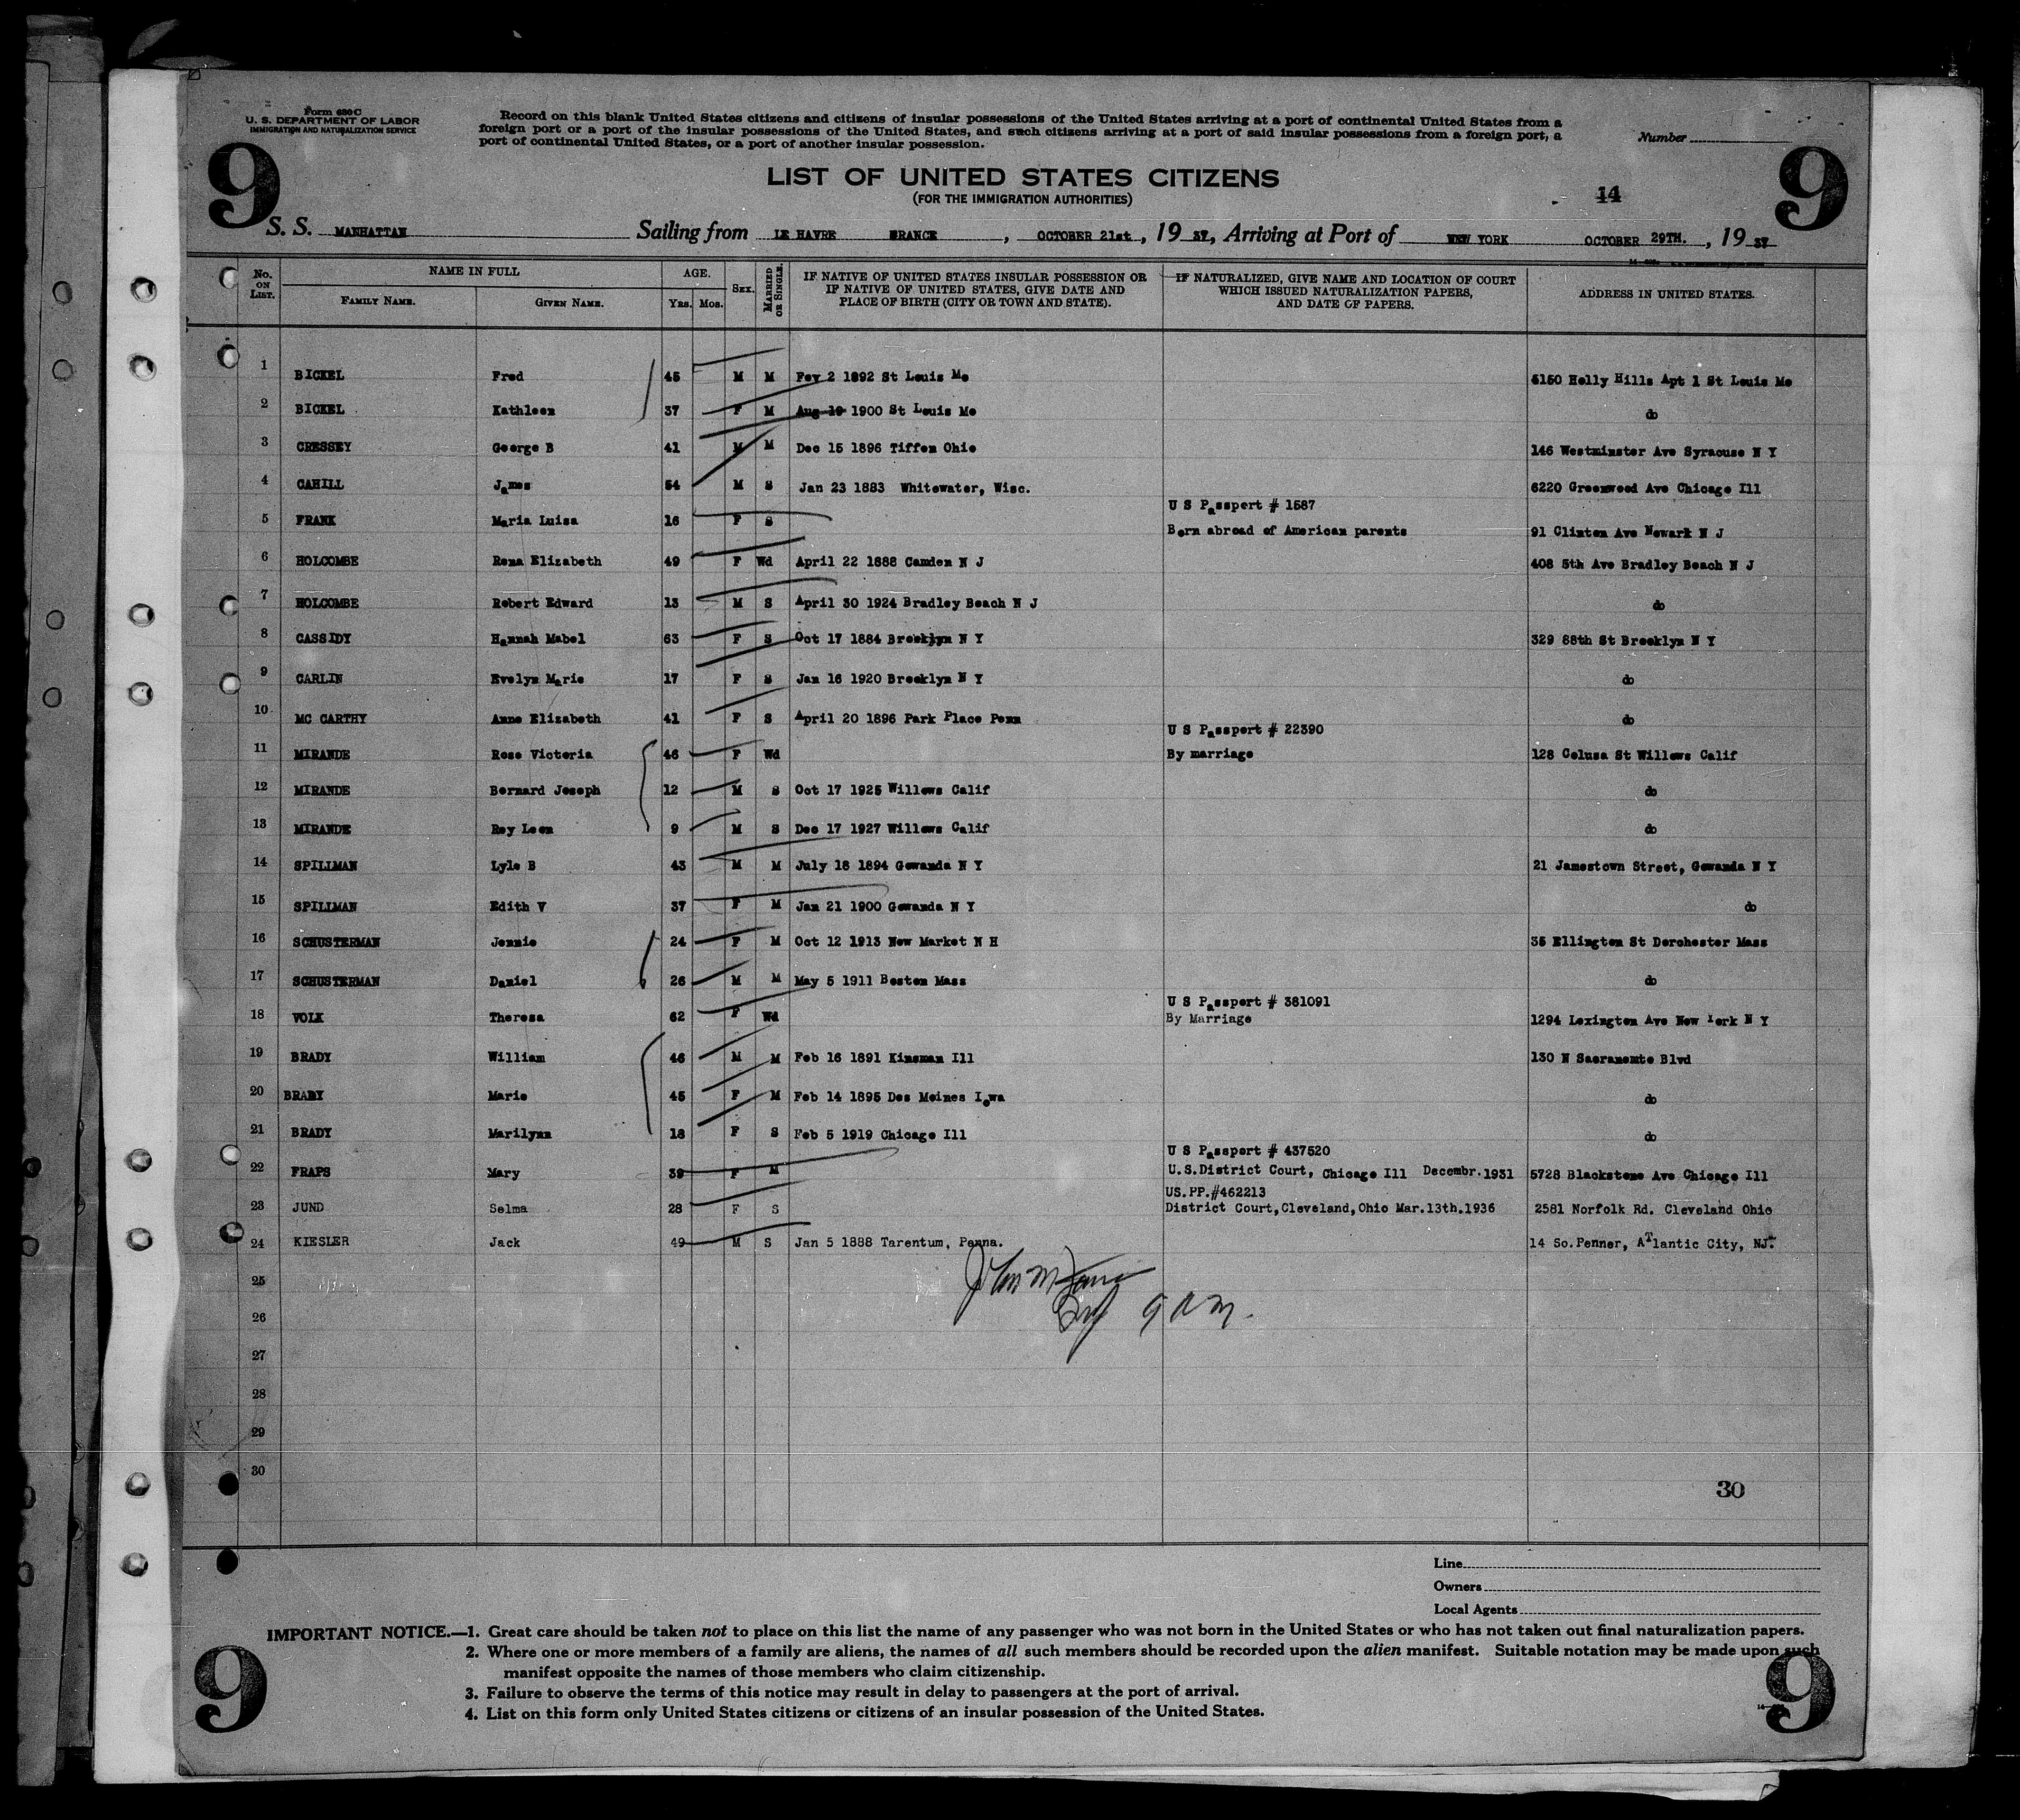 Form 630 C
U. S. DEPARTMENT OF LABOR
IMMIGRATION AND NATURALIZATION SERVICE
Record on this blank United States citizens and citizens of insular possessions of the United States arriving at a port of continental United States from a
foreign port or a port of the insular possessions of the United States, and such citizens arriving at a port of said insular possessions from a foreign port, a
port of continental United States, or a port of another insular possession.
Number
9 9
LIST OF UNITED STATES CITIZENS
(FOR THE IMMIGRATION AUTHORITIES)
14
S. S. MANHATTAN Sailing from LE HAVRE FRANCE, OCTOBER 21st, 19 37, Arriving at Port of NEW YORK OCTOBER 29TH., 19 37
No. ON LIST. NAME IN FULL FAMILY NAME. GIVEN NAME. AGE. YRS. MOS. SEX. MARRIED OR SINGLE. IF NATIVE OF UNITED STATES INSULAR POSSESSION OR IF NATIVE OF UNITED STATES, GIVE DATE AND PLACE OF BIRTH (CITY OR TOWN AND STATE). IF NATURALIZED, GIVE NAME AND LOCATION OF COURT WHICH ISSUED NATURALIZATION PAPERS, AND DATE OF PAPERS. ADDRESS IN UNITED STATES.
1 BICKEL Fred 45 M M Fev 2 1892 St Louis Mo 4150 Holly Hills Apt 1 St Louis Mo
2 BICKEL Kathleen 37 F M Aug 19 1900 St Louis Mo do
3 CRESSEY George B 41 M M Dec 15 1896 Tiffen Ohio 146 Westminster Ave Syracuse N Y
4 CAHILL James 54 M S Jan 23 1883 Whitewater, Wisc. 6220 Greenwood Ave Chicago Ill
U S Passport # 1587
5 FRANK Maria Luisa 16 F S Born abroad of American parents 91 Clinton Ave Newark N J
6 HOLCOMBE Rena Elizabeth 49 F Wd April 22 1888 Camden N J 408 5th Ave Bradley Beach N J
7 HOLCOMBE Robert Edward 13 M S April 30 1924 Bradley Beach N J do
8 CASSIDY Hannah Mabel 63 F S Oct 17 1884 Brooklyn N Y 329 88th St Brooklyn N Y
9 CARLIN Evelyn Marie 17 F S Jan 16 1920 Brooklyn N Y do
10 MC CARTHY Anne Elizabeth 41 F S April 20 1896 Park Place Penn do
U S Passport # 22390
11 MIRANDE Rose Victoria 46 F Wd By marriage 128 Colusa St Willows Calif
12 MIRANDE Bernard Joseph 12 M S Oct 17 1925 Willows Calif do
13 MIRANDE Roy Leon 9 M S Dec 17 1927 Willows Calif do
14 SPILLMAN Lyle B 43 M M July 18 1894 Gowanda N Y 21 Jamestown Street, Gowanda N Y
15 SPILLMAN Edith V 37 F M Jan 21 1900 Gowanda N Y do
16 SCHUSTERMAN Jennie 24 F M Oct 12 1913 New Market N H 35 Ellington St Dorchester Mass
17 SCHUSTERMAN Daniel 26 M M May 5 1911 Boston Mass do
U S Passport # 381091
18 VOLK Theresa 62 F Wd By Marriage 1294 Lexington Ave New York N Y
19 BRADY William 46 M M Feb 16 1891 Kinsman Ill 130 N Sacramento Blvd
20 BRADY Marie 45 F M Feb 14 1895 Des Moines Iowa do
21 BRADY Marilynn 18 F S Feb 5 1919 Chicago Ill do
U S Passport # 437520
22 FRAPS Mary 39 F M U.S.District Court, Chicago Ill Decembr.1931 5728 Blackstone Ave Chicago Ill
US.PP.#462213
23 JUND Selma 28 F S District Court,Cleveland,Ohio Mar.13th.1936 2581 Norfolk Rd. Cleveland Ohio
24 KIESLER Jack 49 M S Jan 5 1888 Tarentum, Penna. 14 So.Penner, ATlantic City, NJ.
25
26 9 AM.
27
28
29
30
30
Line
Owners
Local Agents
IMPORTANT NOTICE.—1. Great care should be taken not to place on this list the name of any passenger who was not born in the United States or who has not taken out final naturalization papers.
2. Where one or more members of a family are aliens, the names of all such members should be recorded upon the alien manifest. Suitable notation may be made upon such
manifest opposite the names of those members who claim citizenship.
3. Failure to observe the terms of this notice may result in delay to passengers at the port of arrival.
4. List on this form only United States citizens or citizens of an insular possession of the United States.
9 9